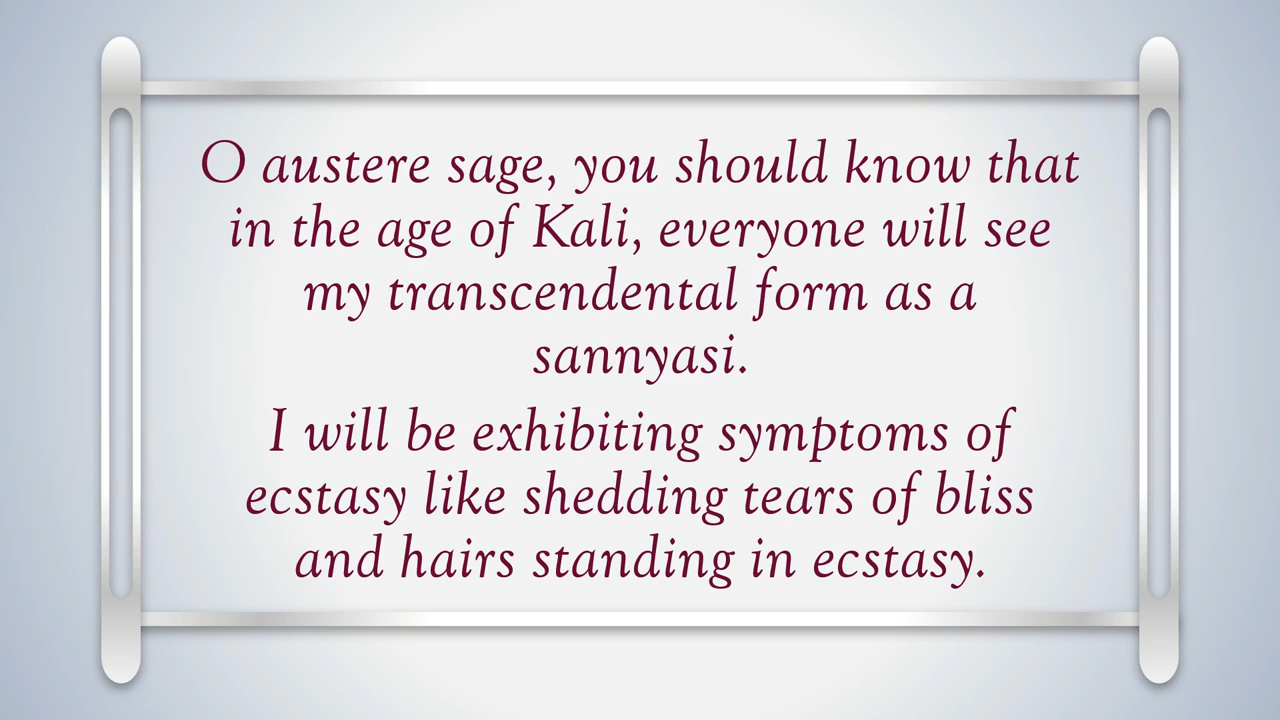 O austere sage, you should know that
in the age of Kali, everyone will see
my transcendental form as a
sannyasi.
I will be exhibiting symptoms of
ecstasy like shedding tears of bliss
and hairs standing in ecstasy.